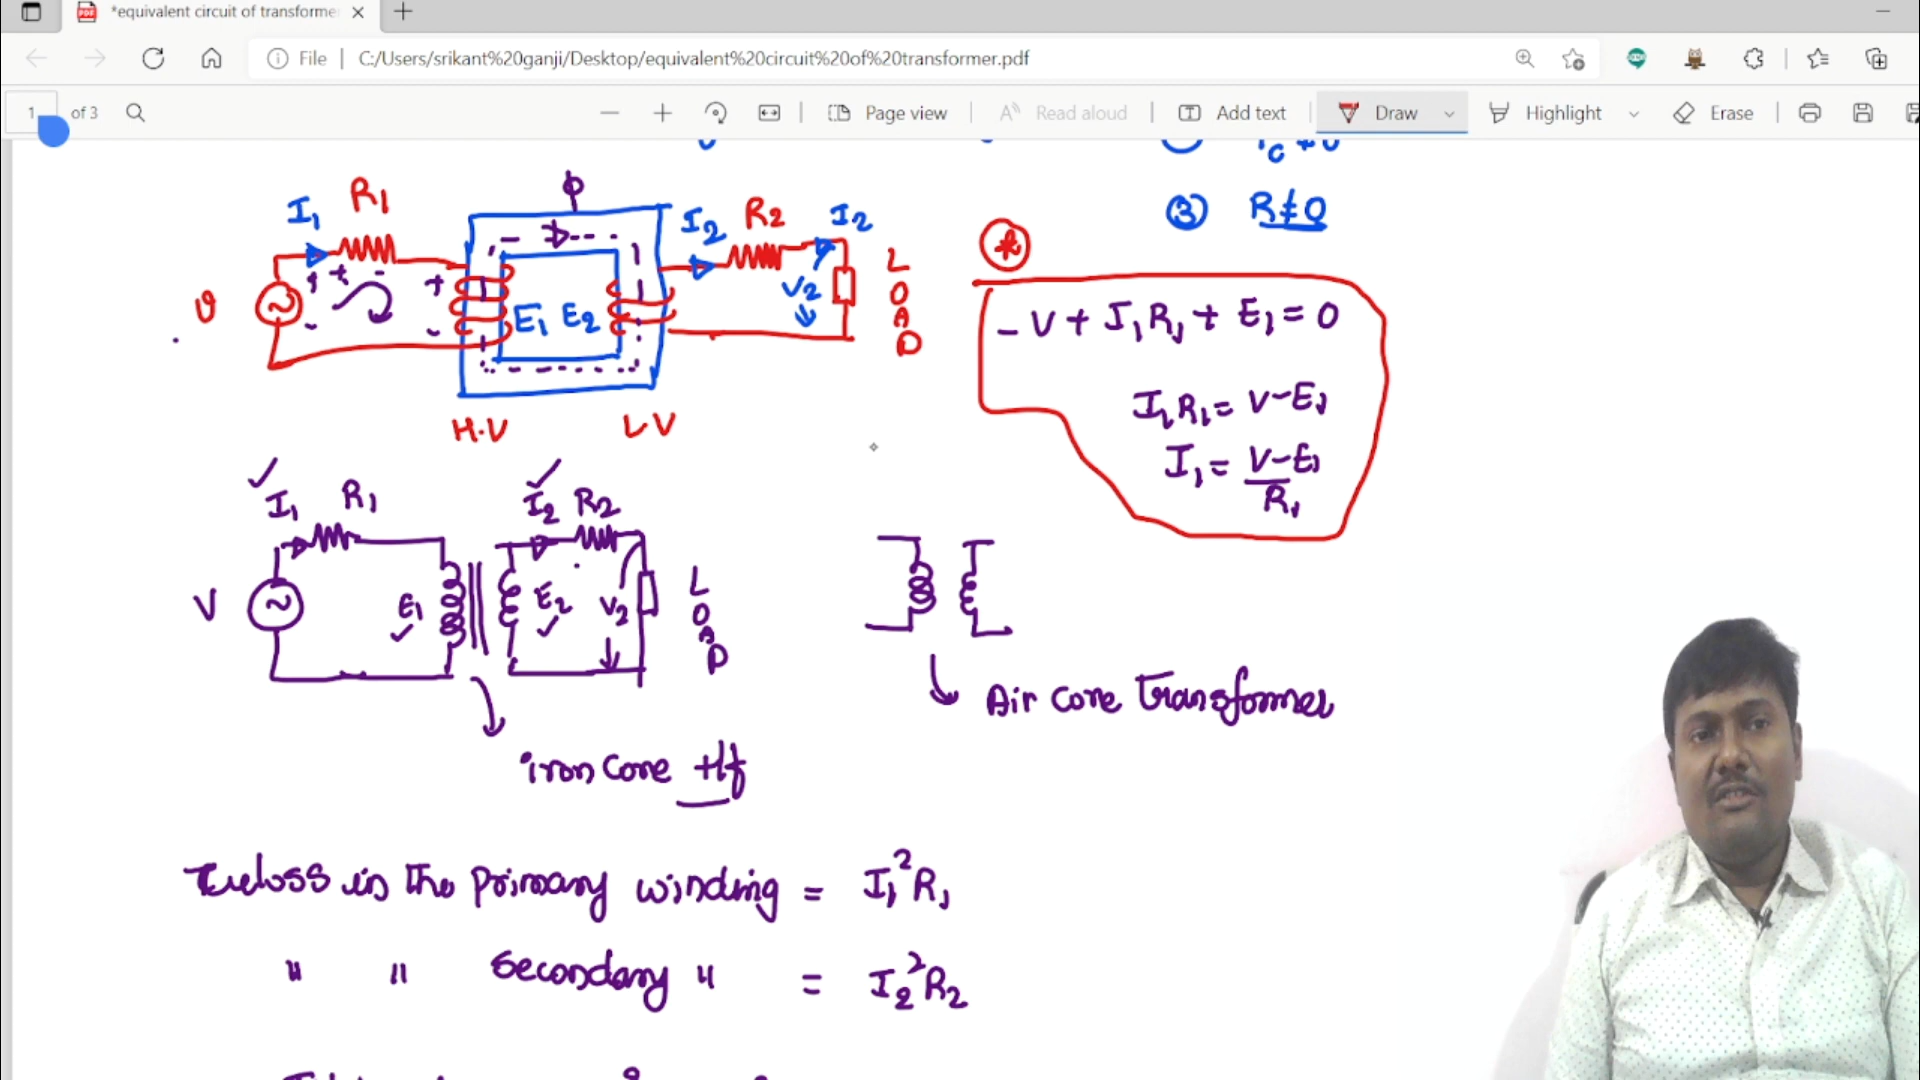 *equivalent circuit of transforme
File | C:/Users/srikant%20ganji/Desktop/equivalent%20circuit%20of%20transformer.pdf
1 of 3
Page view
Read aloud
Add text
Draw
Highlight
Erase
③ R≠0
I₁ R₁ ϕ I₂ R₂ I₂
v + + - + - - E₁ E₂ V₂ LOAD
H.V LV
*
- V + I₁R₁ + E₁ = 0
I₁R₁ = V-E₁
I₁ = V-E₁/R₁
I₁ R₁ I₂ R₂
V E₁ E₂ V₂ LOAD
iron core t/f
Air core transformer
Cu loss in the primary winding = I₁²R₁
" " secondary " = I₂²R₂